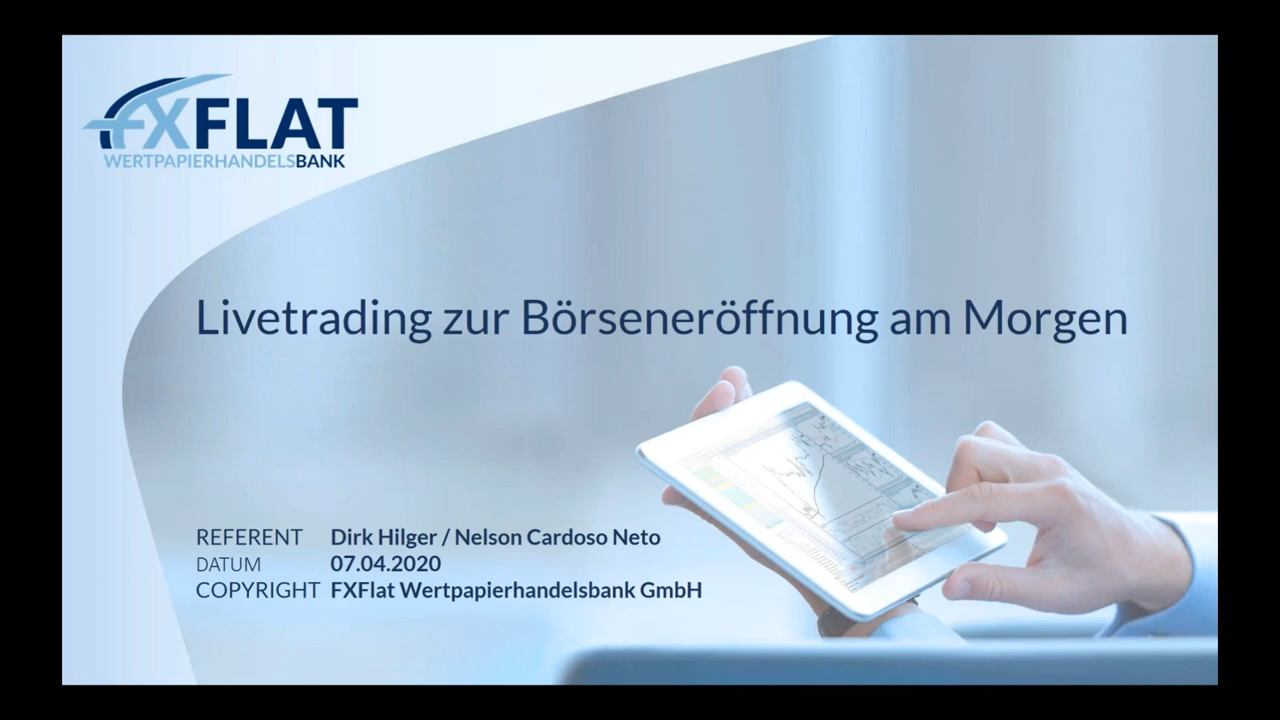 FXFLAT
WERTPAPIERHANDELSBANK
Livetrading zur Börseneröffnung am Morgen
REFERENT Dirk Hilger / Nelson Cardoso Neto
DATUM 07.04.2020
COPYRIGHT FXFlat Wertpapierhandelsbank GmbH